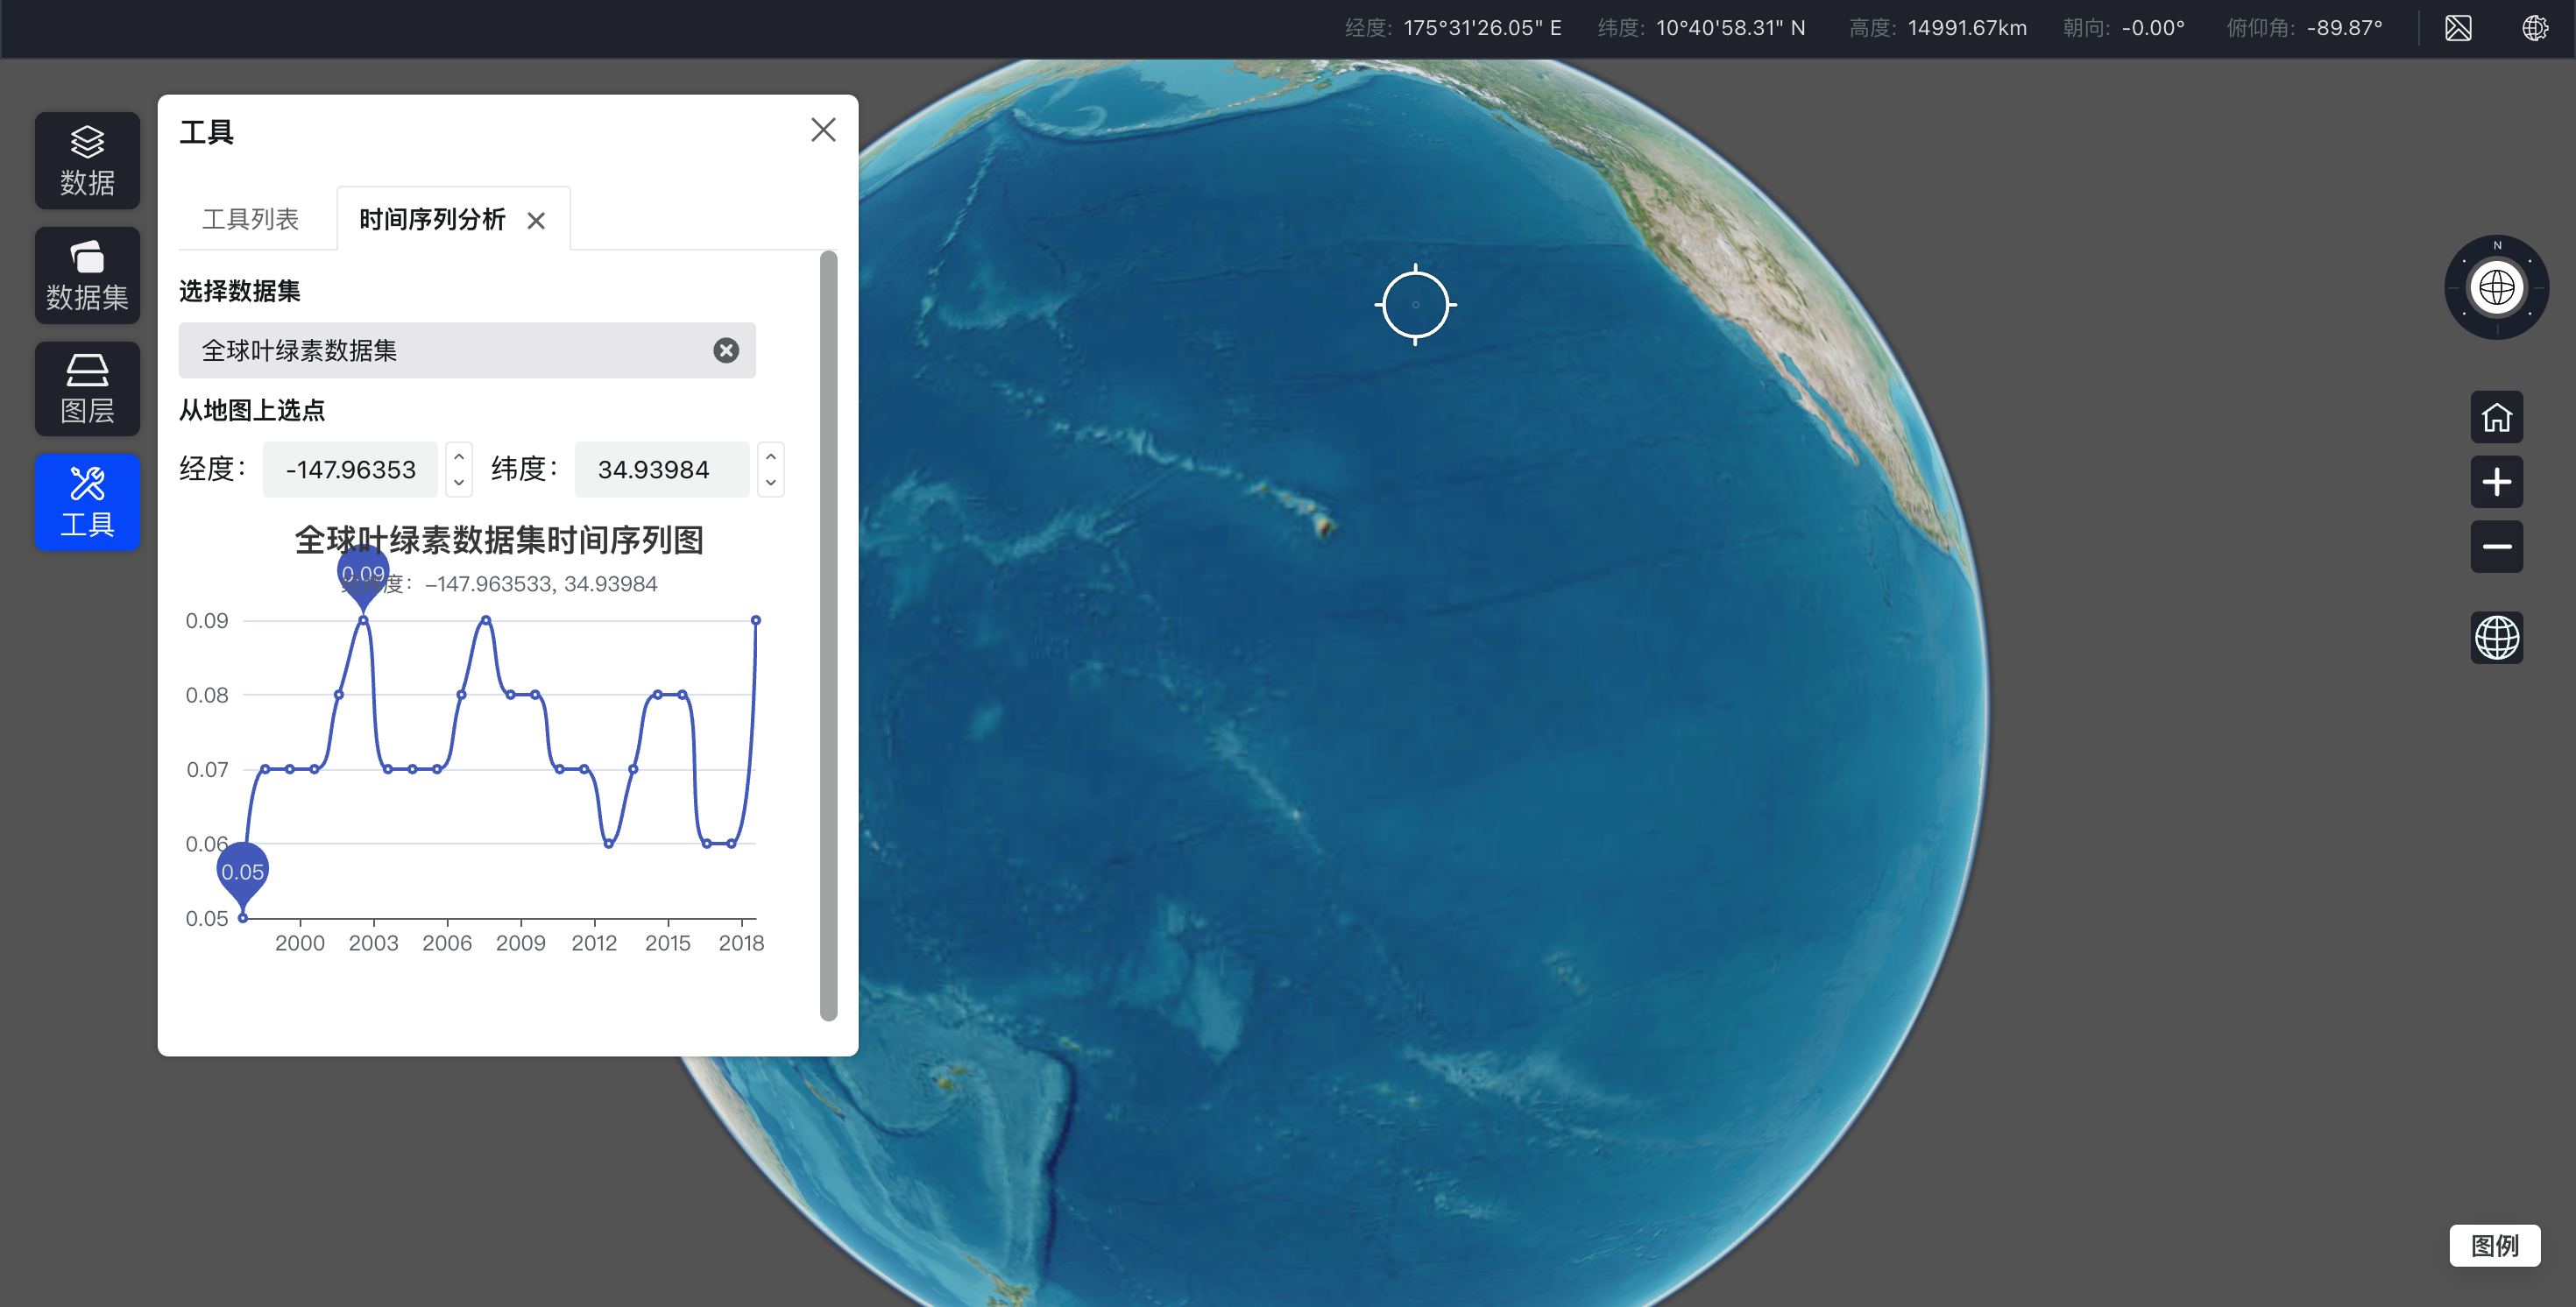 经度: 175°31'26.05" E 纬度: 10°40'58.31" N 高度: 14991.67km 朝向: -0.00° 俯仰角: -89.87°
数据
数据集
图层
工具
工具
工具列表 时间序列分析
选择数据集
全球叶绿素数据集
从地图上选点
经度： -147.96353 纬度： 34.93984
全球叶绿素数据集时间序列图
0.09
度：−147.963533, 34.93984
0.09
0.08
0.07
0.06
0.05
0.05
2000 2003 2006 2009 2012 2015 2018
N
图例